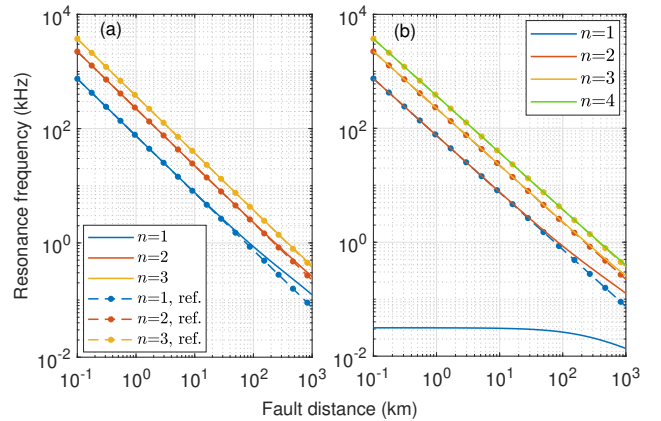 (a)
(b)
10^4
10^2
10^0
10^-2
Resonance frequency (kHz)
n=1
n=2
n=3
n=1, ref.
n=2, ref.
n=3, ref.
n=1
n=2
n=3
n=4
10^4
10^2
10^0
10^-2
10^-1 10^0 10^1 10^2 10^3
10^-1 10^0 10^1 10^2 10^3
Fault distance (km)